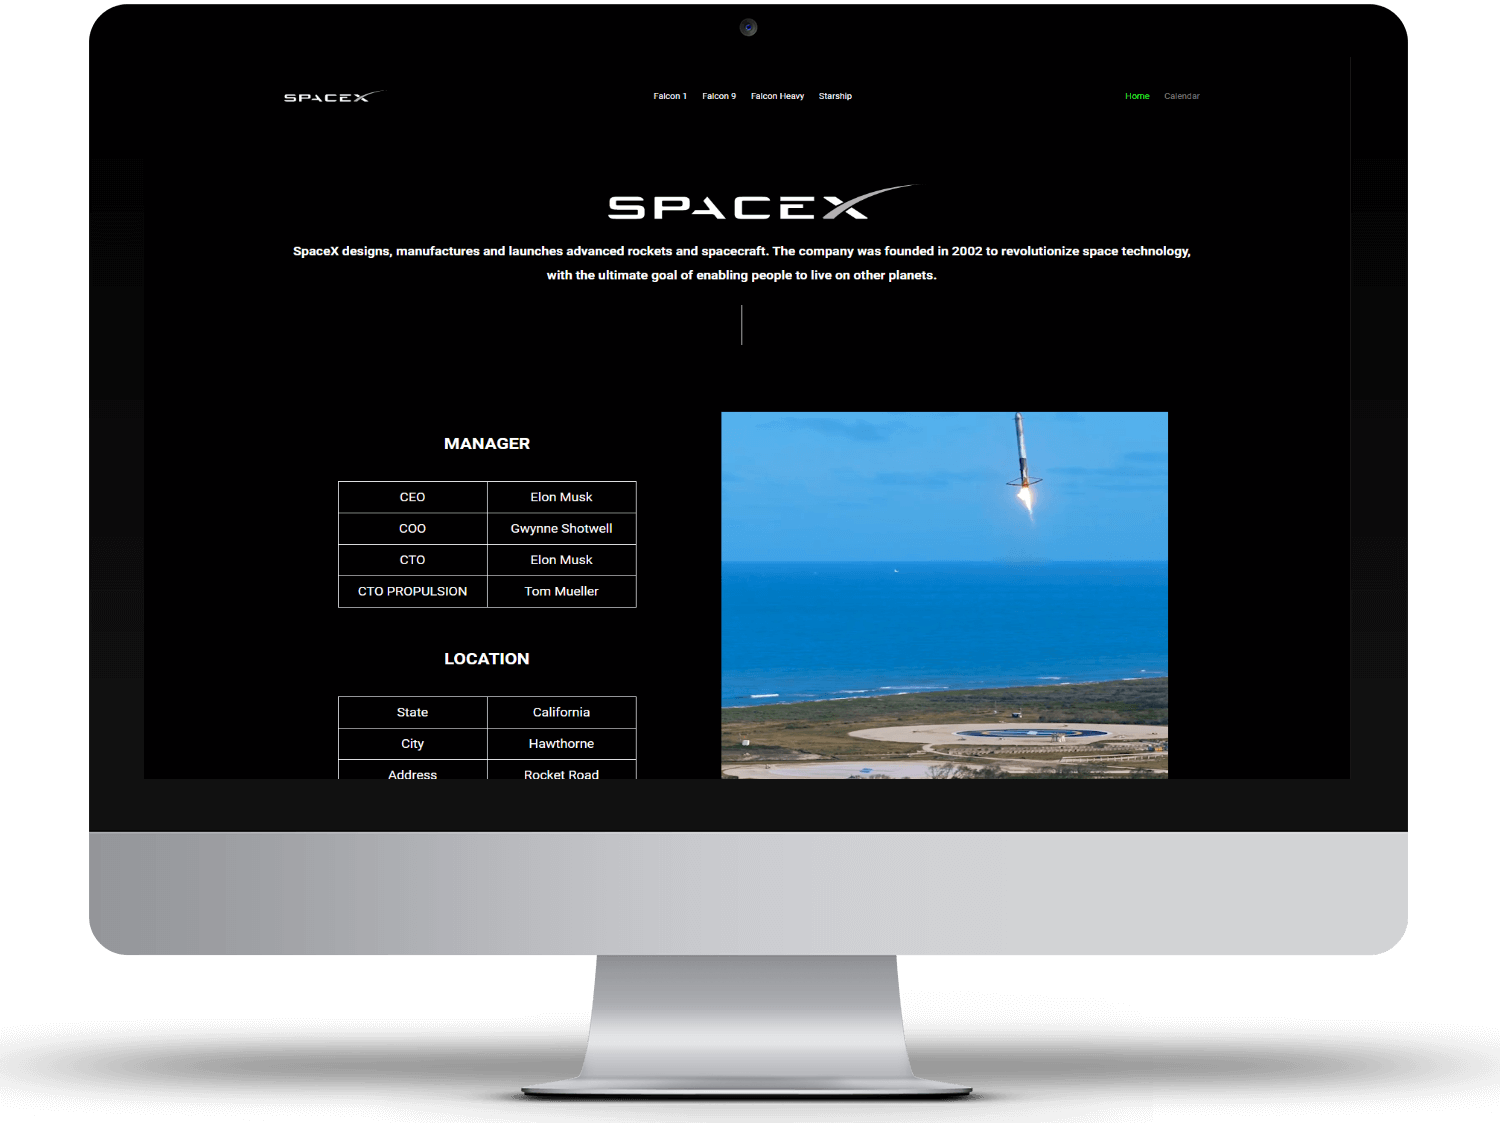 SPACEX
Falcon 1 Falcon 9 Falcon Heavy Starship
Home Calendar
SPACEX
SpaceX designs, manufactures and launches advanced rockets and spacecraft. The company was founded in 2002 to revolutionize space technology,
with the ultimate goal of enabling people to live on other planets.
MANAGER
CEO Elon Musk
COO Gwynne Shotwell
CTO Elon Musk
CTO PROPULSION Tom Mueller
LOCATION
State California
City Hawthorne
Address Rocket Road